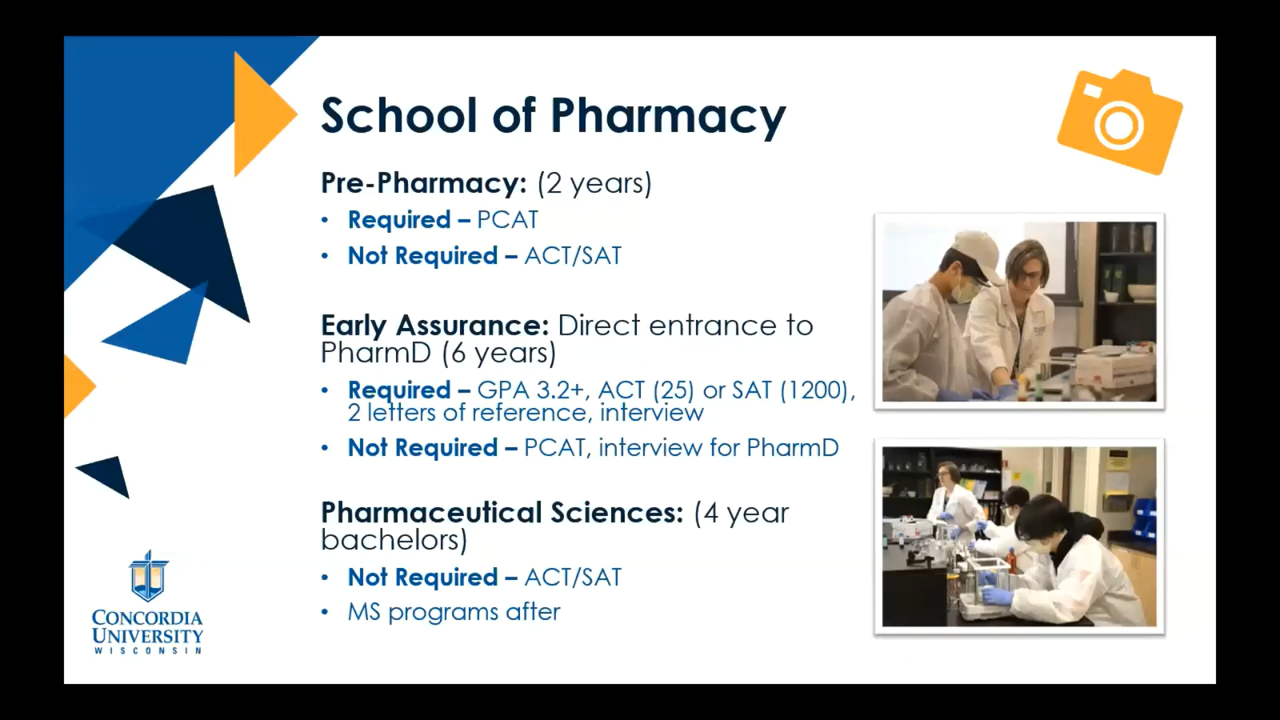 School of Pharmacy
Pre-Pharmacy: (2 years)
• Required – PCAT
• Not Required – ACT/SAT
Early Assurance: Direct entrance to
PharmD (6 years)
• Required – GPA 3.2+, ACT (25) or SAT (1200),
2 letters of reference, interview
• Not Required – PCAT, interview for PharmD
Pharmaceutical Sciences: (4 year
bachelors)
• Not Required – ACT/SAT
• MS programs after
CONCORDIA
UNIVERSITY
WISCONSIN